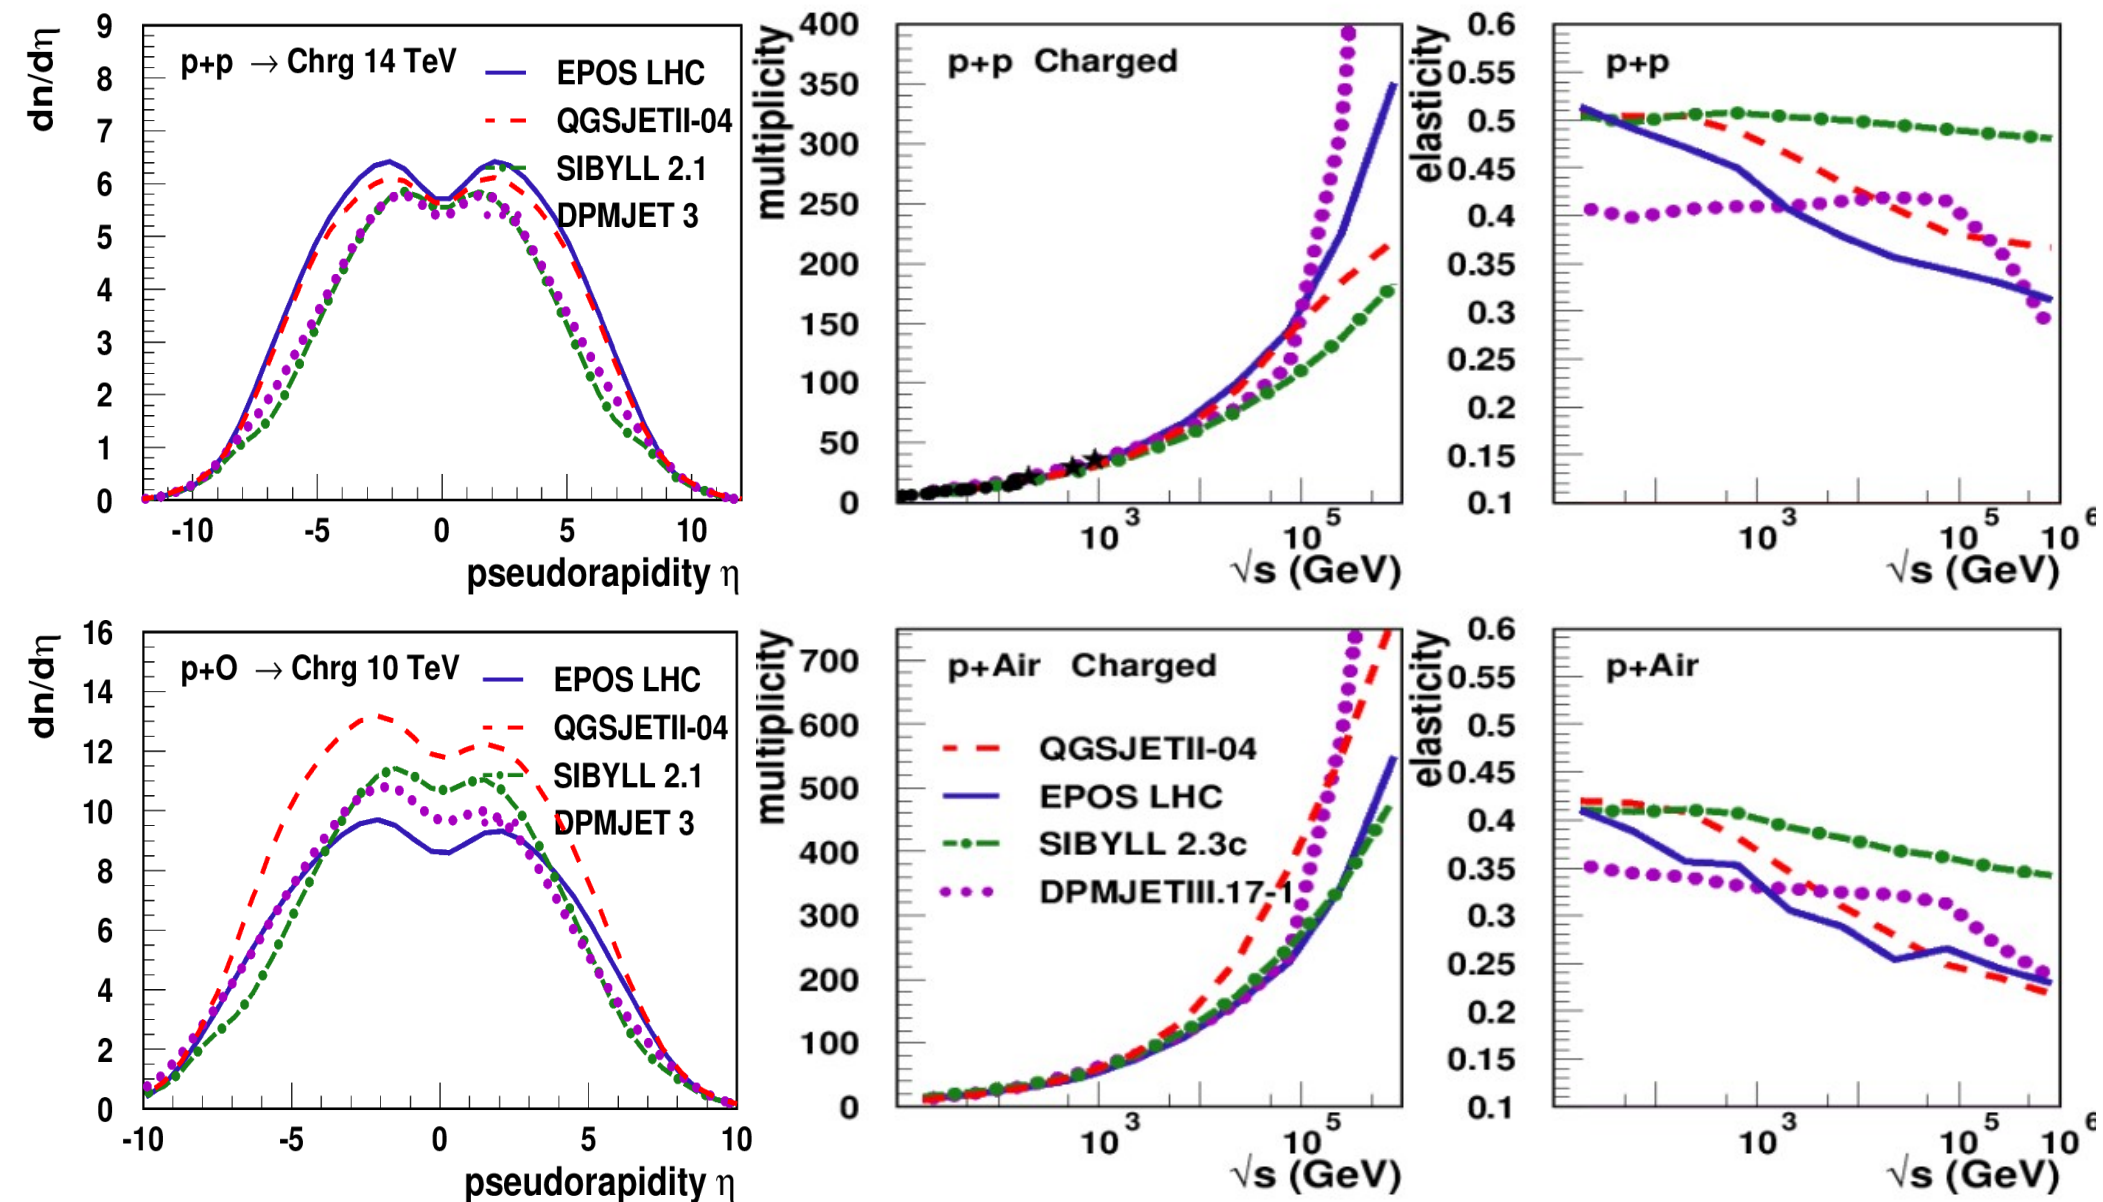 dn/dη
9
8
7
6
5
4
3
2
1
0
p+p → Chrg 14 TeV
EPOS LHC
QGSJETII-04
SIBYLL 2.1
DPMJET 3
-10 -5 0 5 10
pseudorapidity η
multiplicity
400
350
300
250
200
150
100
50
0
p+p Charged
10 3 10 5
√s (GeV)
elasticity
0.6
0.55
0.5
0.45
0.4
0.35
0.3
0.25
0.2
0.15
0.1
p+p
10 3 10 5 10 6
√s (GeV)
dn/dη
16
14
12
10
8
6
4
2
0
p+O → Chrg 10 TeV
EPOS LHC
QGSJETII-04
SIBYLL 2.1
DPMJET 3
-10 -5 0 5 10
pseudorapidity η
multiplicity
700
600
500
400
300
200
100
0
p+Air Charged
QGSJETII-04
EPOS LHC
SIBYLL 2.3c
DPMJETIII.17-1
10 3 10 5
√s (GeV)
elasticity
0.6
0.55
0.5
0.45
0.4
0.35
0.3
0.25
0.2
0.15
0.1
p+Air
10 3 10 5 10 6
√s (GeV)